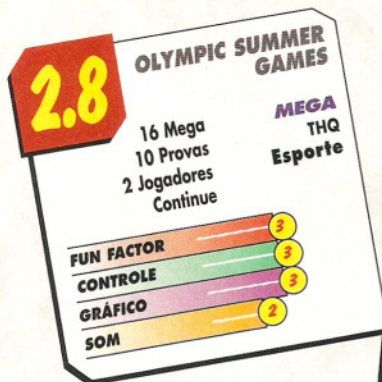 2.8
OLYMPIC SUMMER
GAMES
16 Mega
10 Provas
2 Jogadores
Continue
MEGA
THQ
Esporte
FUN FACTOR 3
CONTROLE 3
GRÁFICO 3
SOM 2